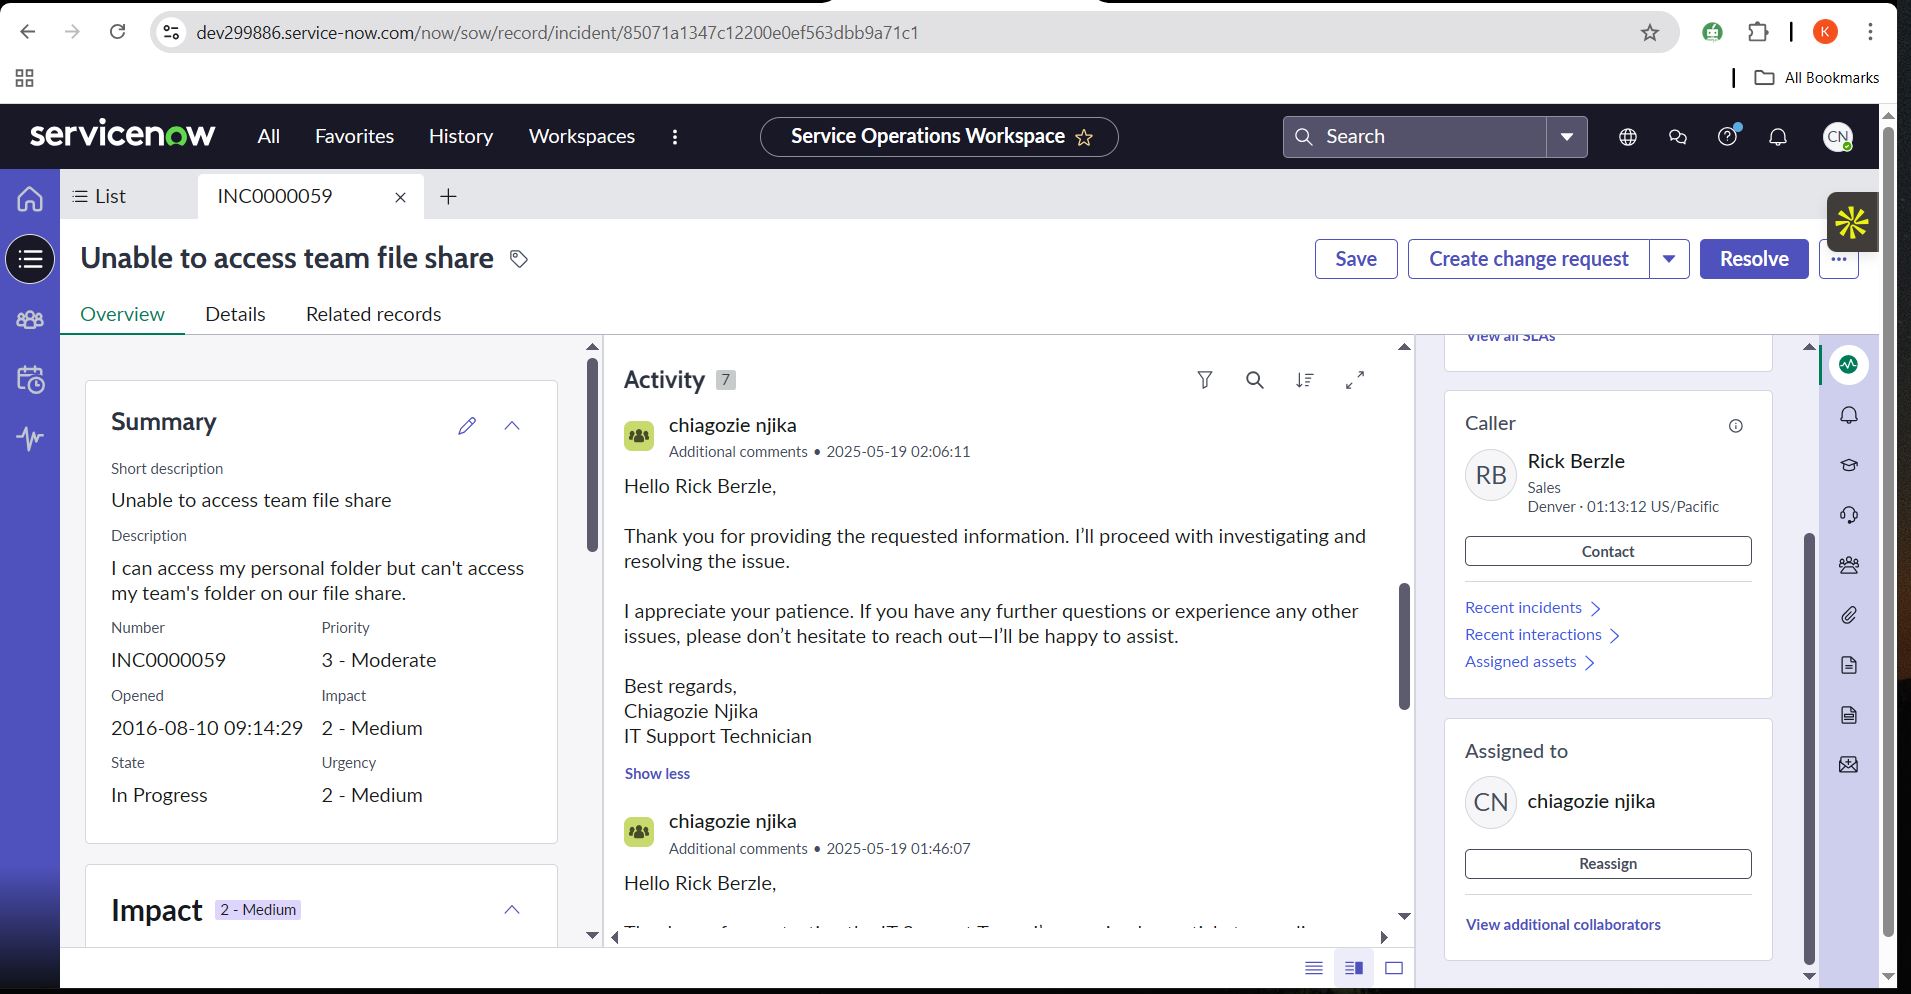 dev299886.service-now.com/now/sow/record/incident/85071a1347c12200e0ef563dbb9a71c1
K
All Bookmarks
servicenow
All
Favorites
History
Workspaces
Service Operations Workspace
Search
CN
List
INC0000059
Unable to access team file share
Save
Create change request
Resolve
Overview
Details
Related records
Summary
Short description
Unable to access team file share
Description
I can access my personal folder but can't access
my team's folder on our file share.
Number
Priority
INC0000059
3 - Moderate
Opened
Impact
2016-08-10 09:14:29
2 - Medium
State
Urgency
In Progress
2 - Medium
Impact
2 - Medium
Activity 7
chiagozie njika
Additional comments • 2025-05-19 02:06:11
Hello Rick Berzle,
Thank you for providing the requested information. I’ll proceed with investigating and
resolving the issue.
I appreciate your patience. If you have any further questions or experience any other
issues, please don’t hesitate to reach out—I’ll be happy to assist.
Best regards,
Chiagozie Njika
IT Support Technician
Show less
chiagozie njika
Additional comments • 2025-05-19 01:46:07
Hello Rick Berzle,
View all SLAs
Caller
RB
Rick Berzle
Sales
Denver · 01:13:12 US/Pacific
Contact
Recent incidents
Recent interactions
Assigned assets
Assigned to
CN
chiagozie njika
Reassign
View additional collaborators